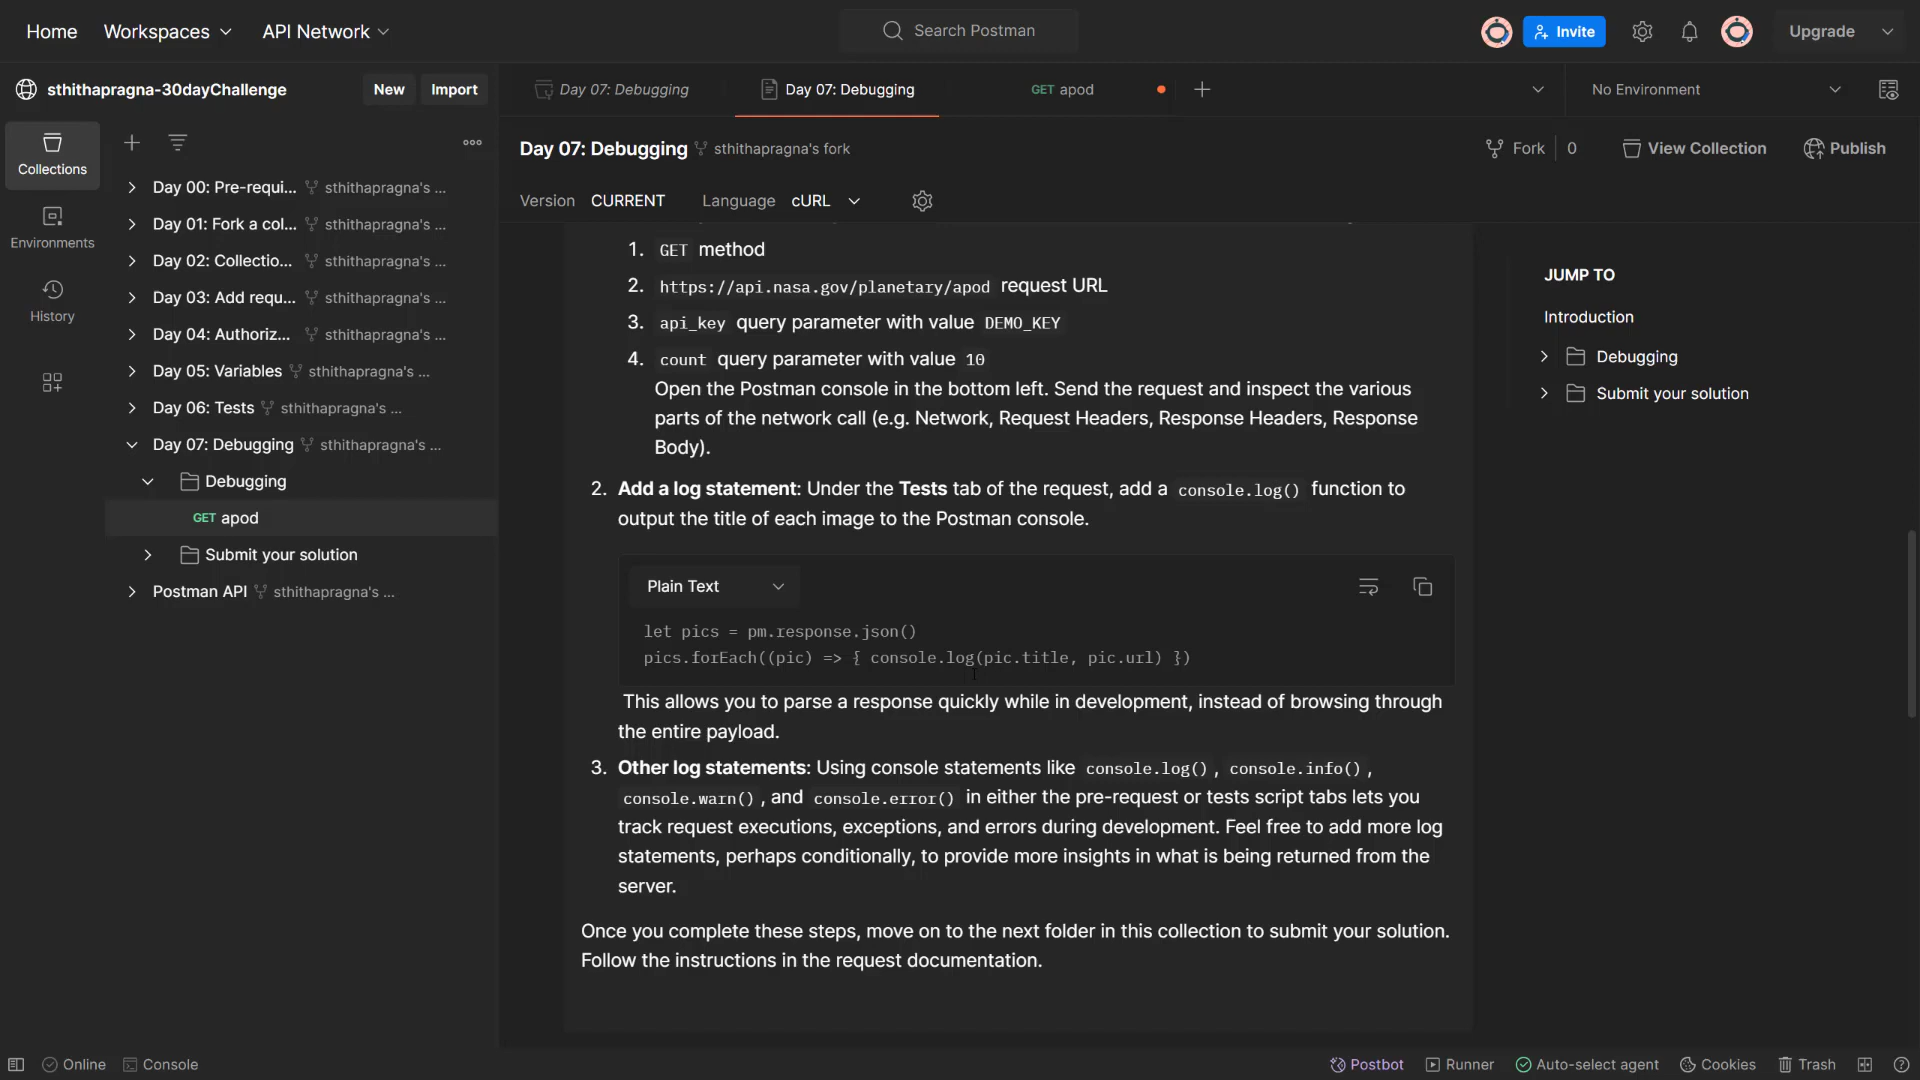 Home Workspaces API Network Search Postman Invite Upgrade
sthithapragna-30dayChallenge New Import
Day 07: Debugging Day 07: Debugging GET apod No Environment
Collections
Environments
History
Day 00: Pre-requi... sthithapragna's ...
Day 01: Fork a col... sthithapragna's ...
Day 02: Collectio... sthithapragna's ...
Day 03: Add requ... sthithapragna's ...
Day 04: Authoriz... sthithapragna's ...
Day 05: Variables sthithapragna's ...
Day 06: Tests sthithapragna's ...
Day 07: Debugging sthithapragna's ...
Debugging
GET apod
Submit your solution
Postman API sthithapragna's ...
Day 07: Debugging sthithapragna's fork Fork 0 View Collection Publish
Version CURRENT Language cURL
1. GET method
2. https://api.nasa.gov/planetary/apod request URL
3. api_key query parameter with value DEMO_KEY
4. count query parameter with value 10
Open the Postman console in the bottom left. Send the request and inspect the various
parts of the network call (e.g. Network, Request Headers, Response Headers, Response
Body).
2. Add a log statement: Under the Tests tab of the request, add a console.log() function to
output the title of each image to the Postman console.
Plain Text
let pics = pm.response.json()
pics.forEach((pic) => { console.log(pic.title, pic.url) })
This allows you to parse a response quickly while in development, instead of browsing through
the entire payload.
3. Other log statements: Using console statements like console.log() , console.info() ,
console.warn() , and console.error() in either the pre-request or tests script tabs lets you
track request executions, exceptions, and errors during development. Feel free to add more log
statements, perhaps conditionally, to provide more insights in what is being returned from the
server.
Once you complete these steps, move on to the next folder in this collection to submit your solution.
Follow the instructions in the request documentation.
JUMP TO
Introduction
Debugging
Submit your solution
Online Console Postbot Runner Auto-select agent Cookies Trash